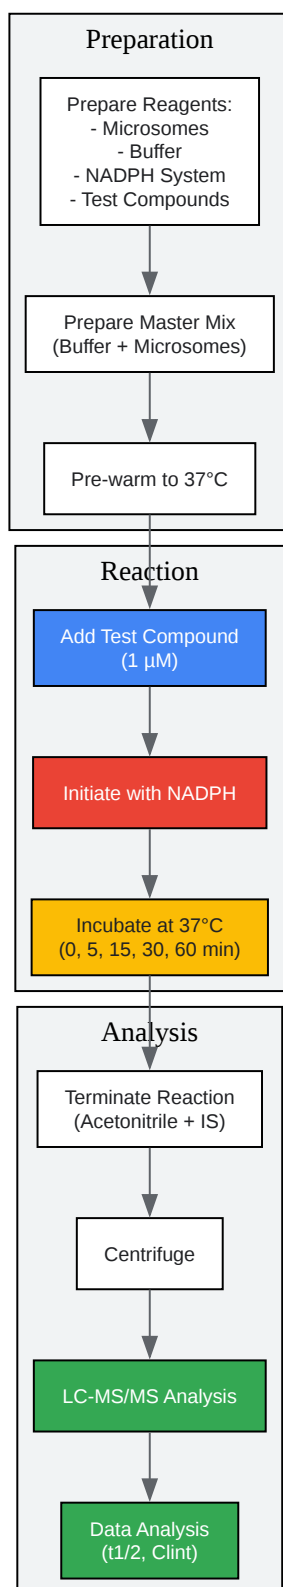 Preparation
Prepare Reagents:
- Microsomes
- Buffer
- NADPH System
- Test Compounds
Prepare Master Mix
(Buffer + Microsomes)
Pre-warm to 37°C
Reaction
Add Test Compound
(1 µM)
Initiate with NADPH
Incubate at 37°C
(0, 5, 15, 30, 60 min)
Analysis
Terminate Reaction
(Acetonitrile + IS)
Centrifuge
LC-MS/MS Analysis
Data Analysis
(t1/2, Clint)